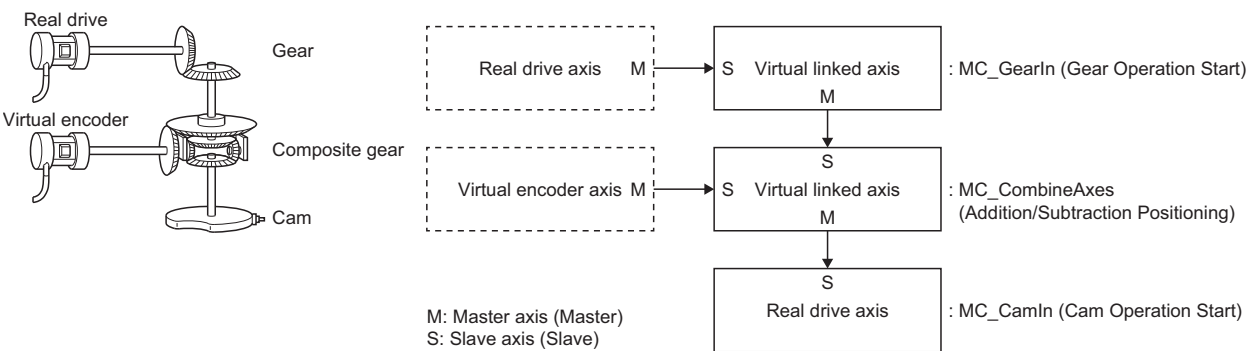 Real drive
Gear
Virtual encoder
Composite gear
Cam
Real drive axis M
S Virtual linked axis
M
: MC_GearIn (Gear Operation Start)
Virtual encoder axis M
S
S Virtual linked axis
M
: MC_CombineAxes
(Addition/Subtraction Positioning)
S
Real drive axis
: MC_CamIn (Cam Operation Start)
M: Master axis (Master)
S: Slave axis (Slave)